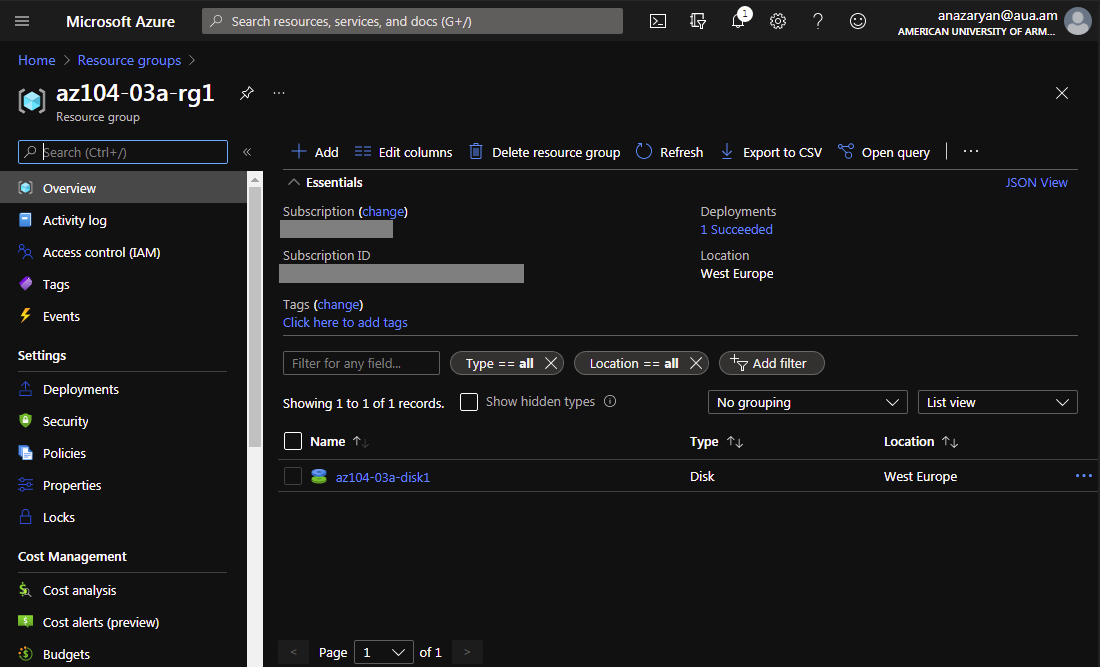 Microsoft Azure
Search resources, services, and docs (G+/)
1
anazaryan@aua.am
AMERICAN UNIVERSITY OF ARM...
Home > Resource groups >
az104-03a-rg1
...
Resource group
Search (Ctrl+/)
«
Overview
Activity log
Access control (IAM)
Tags
Events
Settings
Deployments
Security
Policies
Properties
Locks
Cost Management
Cost analysis
Cost alerts (preview)
Budgets
Add
Edit columns
Delete resource group
Refresh
Export to CSV
Open query
...
Essentials
JSON View
Subscription (change)
Subscription ID
Deployments
1 Succeeded
Location
West Europe
Tags (change)
Click here to add tags
Filter for any field...
Type == all
Location == all
Add filter
Showing 1 to 1 of 1 records.
Show hidden types
No grouping
List view
Name ↑↓ Type ↑↓ Location ↑↓
az104-03a-disk1 Disk West Europe ...
< Page 1 of 1 >